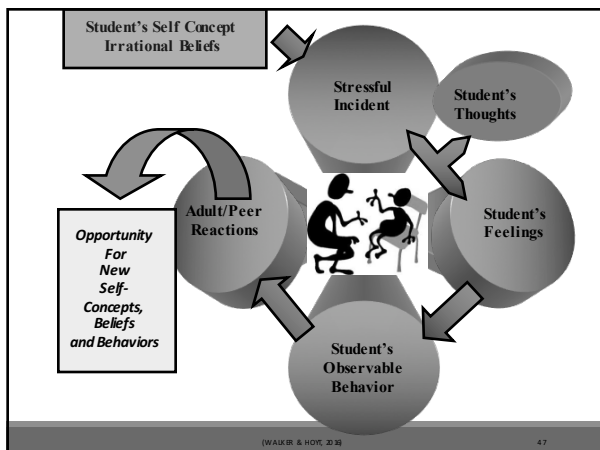 Student's Self Concept
Irrational Beliefs
Stressful
Incident
Student's
Thoughts
Student's
Feelings
Student's
Observable
Behavior
Adult/Peer
Reactions
Opportunity
For
New
Self-
Concepts,
Beliefs
and Behaviors
(WALKER & HOYT, 2016)
47